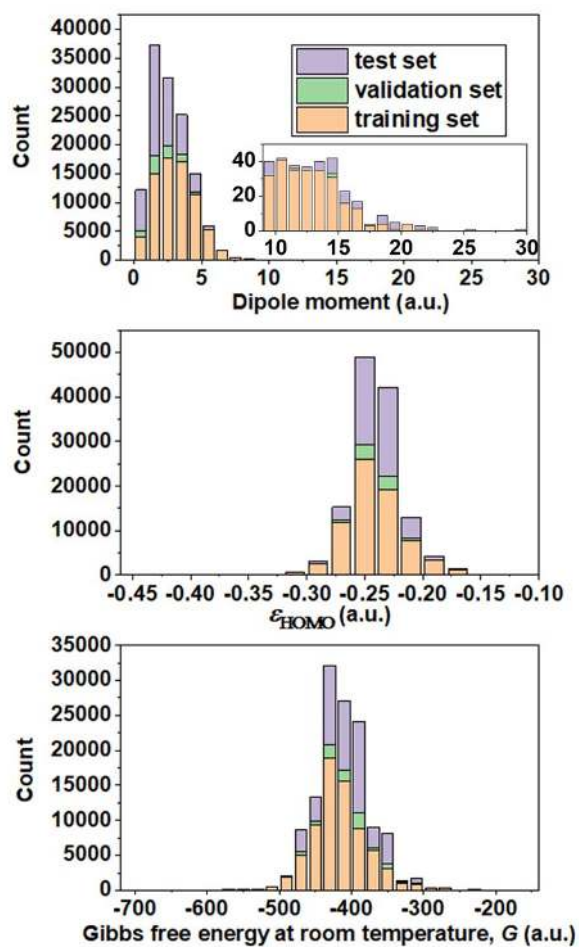 40000
35000
30000
25000
20000
15000
10000
5000
0
Count
test set
validation set
training set
40
20
0
10 15 20 25 30
0 5 10 15 20 25 30
Dipole moment (a.u.)
50000
40000
30000
20000
10000
0
Count
-0.45 -0.40 -0.35 -0.30 -0.25 -0.20 -0.15 -0.10
εHOMO (a.u.)
35000
30000
25000
20000
15000
10000
5000
0
Count
-700 -600 -500 -400 -300 -200
Gibbs free energy at room temperature, G (a.u.)